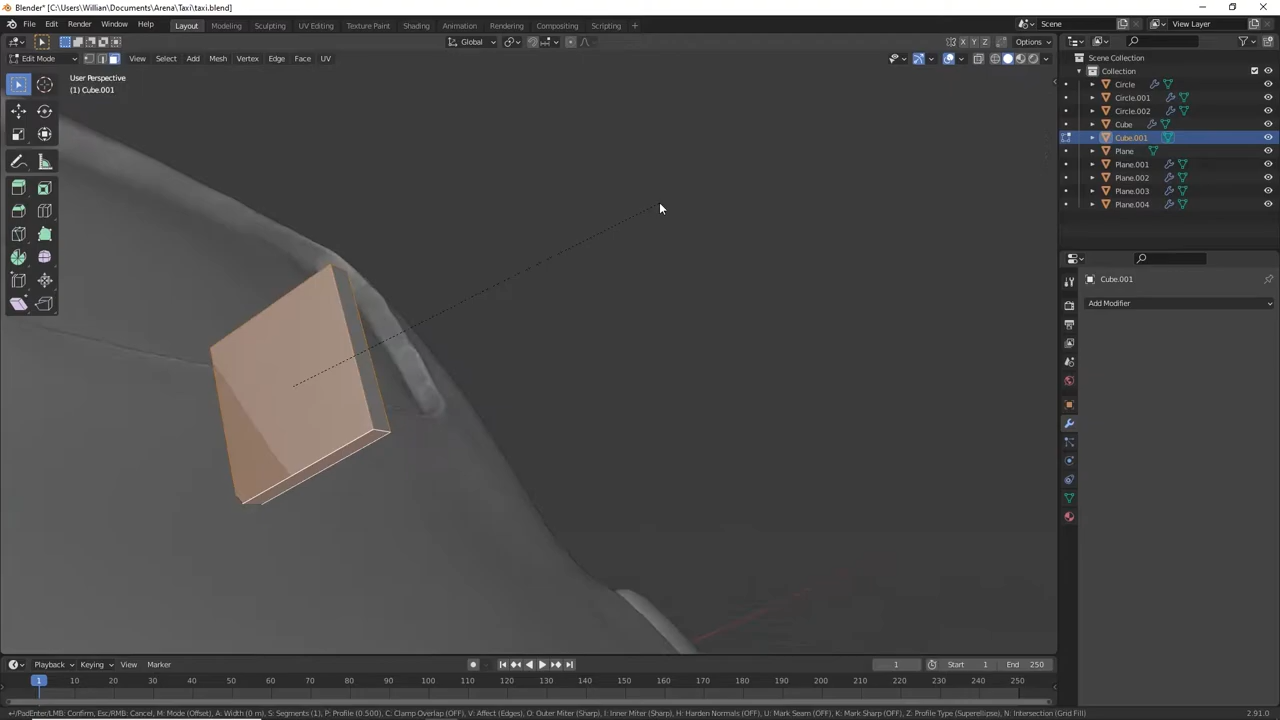 Blender* [C:\Users\Willian\Documents\Arena\Taxi\taxi.blend]
File Edit Render Window Help Layout Modeling Sculpting UV Editing Texture Paint Shading Animation Rendering Compositing Scripting + Scene View Layer
Global X Y Z Options
Edit Mode View Select Add Mesh Vertex Edge Face UV
User Perspective
(1) Cube.001
Scene Collection
Collection
Circle
Circle.001
Circle.002
Cube
Cube.001
Plane
Plane.001
Plane.002
Plane.003
Plane.004
Cube.001
Add Modifier
Playback Keying View Marker 1 Start 1 End 250
1 10 20 30 40 50 60 70 80 90 100 110 120 130 140 150 160 170 180 190 200 210 220 230 240 250
PadEnter/LMB: Confirm, Esc/RMB: Cancel, M: Mode (Offset), A: Width (0 m), S: Segments (1), P: Profile (0.500), C: Clamp Overlap (OFF), V: Affect (Edges), O: Outer Miter (Sharp), I: Inner Miter (Sharp), H: Harden Normals (OFF), U: Mark Seam (OFF), K: Mark Sharp (OFF), Z: Profile Type (Superellipse), N: Intersection (Grid Fill) 2.91.0